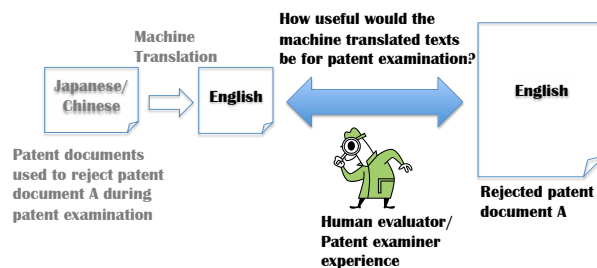 How useful would the
machine translated texts
be for patent examination?
Machine
Translation
Japanese/
Chinese
English
English
Patent documents
used to reject patent
document A during
patent examination
Human evaluator/
Patent examiner
experience
Rejected patent
document A